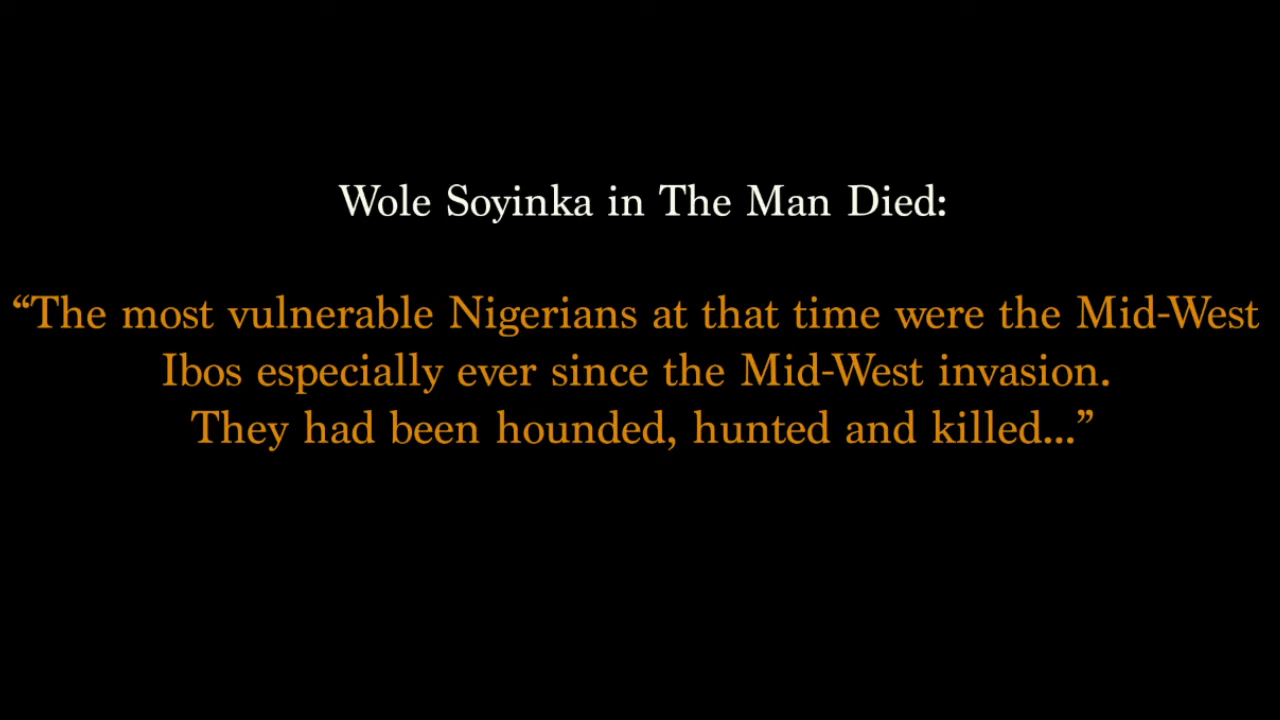 Wole Soyinka in The Man Died:
“The most vulnerable Nigerians at that time were the Mid-West
Ibos especially ever since the Mid-West invasion.
They had been hounded, hunted and killed...”